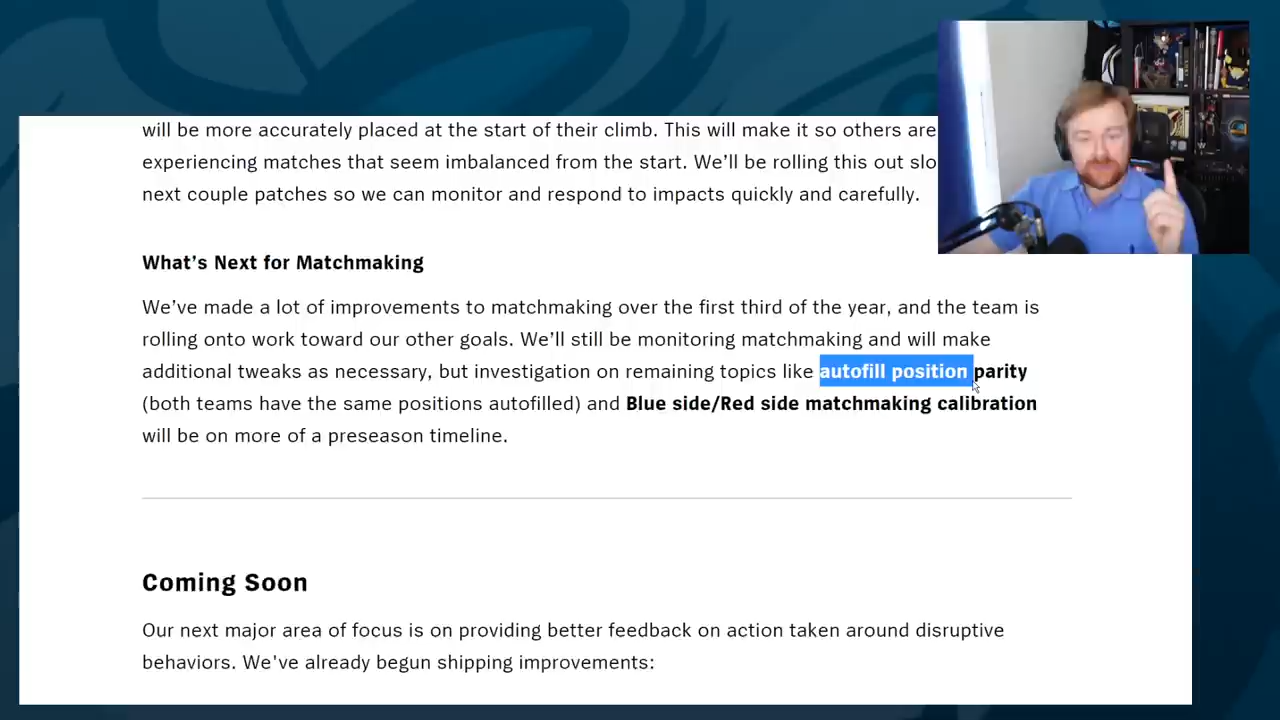 will be more accurately placed at the start of their climb. This will make it so others are
experiencing matches that seem imbalanced from the start. We'll be rolling this out slo
next couple patches so we can monitor and respond to impacts quickly and carefully.
What's Next for Matchmaking
We've made a lot of improvements to matchmaking over the first third of the year, and the team is
rolling onto work toward our other goals. We'll still be monitoring matchmaking and will make
additional tweaks as necessary, but investigation on remaining topics like autofill position parity
(both teams have the same positions autofilled) and Blue side/Red side matchmaking calibration
will be on more of a preseason timeline.
Coming Soon
Our next major area of focus is on providing better feedback on action taken around disruptive
behaviors. We've already begun shipping improvements: